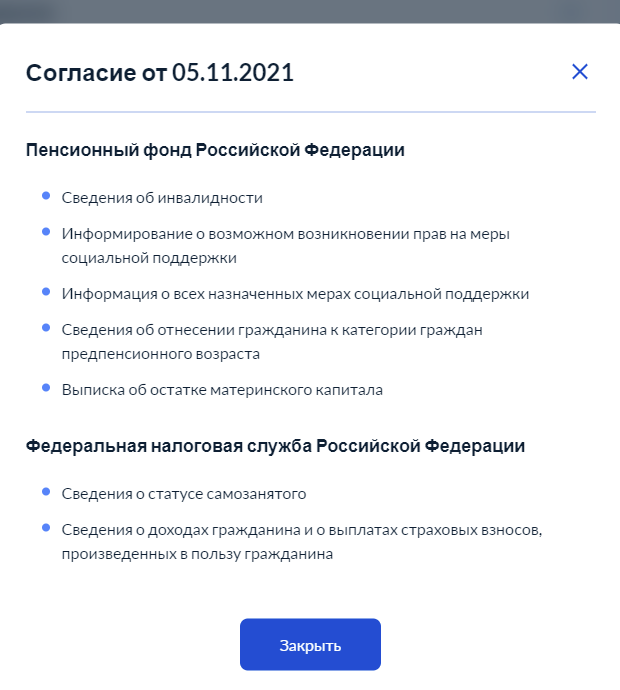 Согласие от 05.11.2021
Пенсионный фонд Российской Федерации
Сведения об инвалидности
Информирование о возможном возникновении прав на меры
социальной поддержки
Информация о всех назначенных мерах социальной поддержки
Сведения об отнесении гражданина к категории граждан
предпенсионного возраста
Выписка об остатке материнского капитала
Федеральная налоговая служба Российской Федерации
Сведения о статусе самозанятого
Сведения о доходах гражданина и о выплатах страховых взносов,
произведенных в пользу гражданина
Закрыть